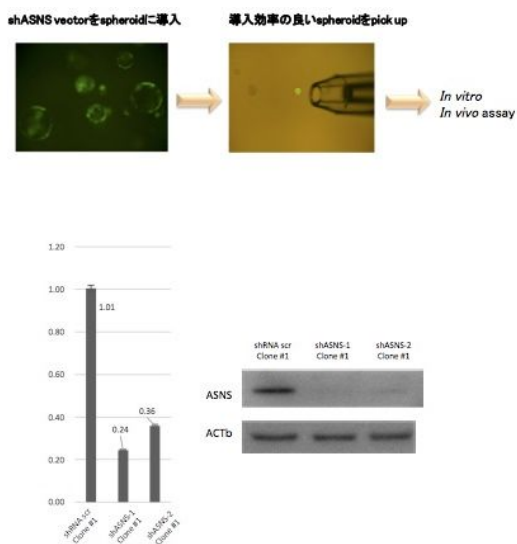 shASNS vectorをspheroidに導入
導入効率の良いspheroidをpick up
In vitro
In vivo assay
1.20
1.00
0.80
0.60
0.40
0.20
0.00
1.01
0.24
0.36
shRNA scr
Clone #1
shASNS-1
Clone #1
shASNS-2
Clone #1
shRNA scr
Clone #1
shASNS-1
Clone #1
shASNS-2
Clone #1
ASNS
ACTb